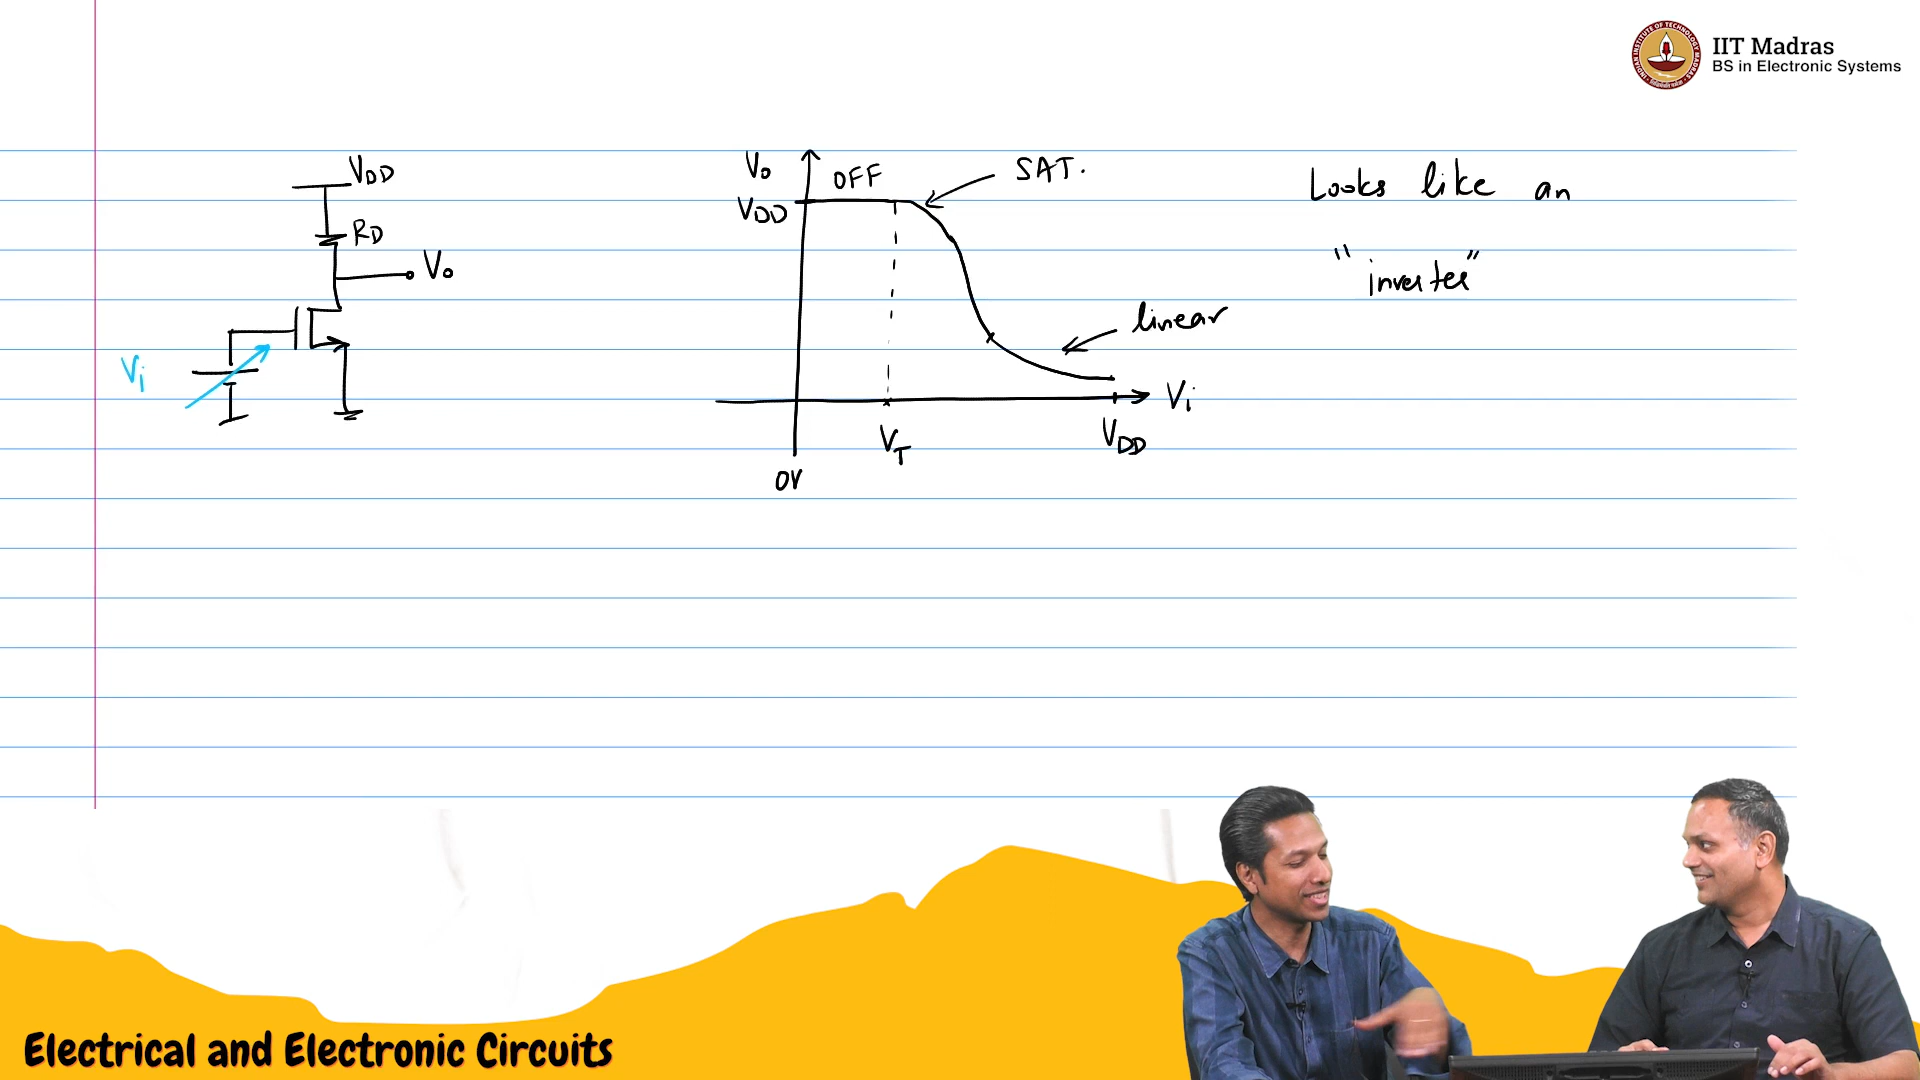 IIT Madras
BS in Electronic Systems
VDD
RD
Vo
Vi
Vo
VDD
OFF
SAT.
linear
Vi
VT
VDD
0V
Looks like an
"inverter"
Electrical and Electronic Circuits